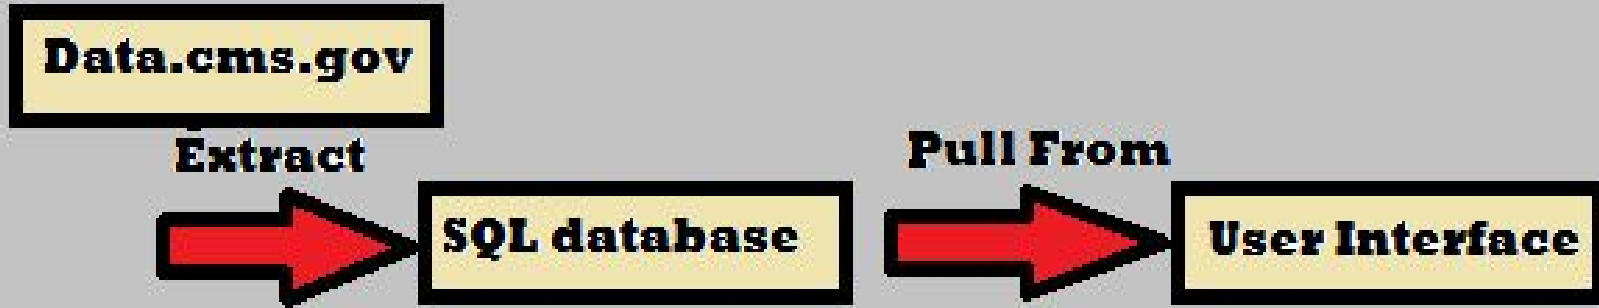 Data.cms.gov
Extract
Pull From
SQL database
User Interface